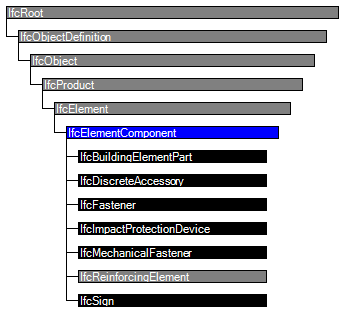 IfcRoot
IfcObjectDefinition
IfcObject
IfcProduct
IfcElement
IfcElementComponent
IfcBuildingElementPart
IfcDiscreteAccessory
IfcFastener
IfcImpactProtectionDevice
IfcMechanicalFastener
IfcReinforcingElement
IfcSign